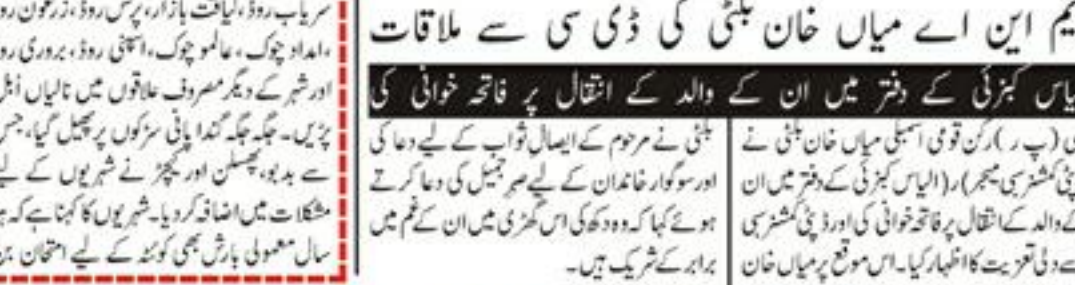 یم این اے میاں خان بگٹی کی ڈی سی سے ملاقات
یاس کبزئی کے دفتر میں ان کے والد کے انتقال پر فاتحہ خوانی کی
ی (پ ر) رکن قومی اسمبلی میاں خان بگٹی نے
پٹی کمشنر سبی میجر (ر) الیاس کبزئی کے دفتر میں ان
کے والد کے انتقال پر فاتحہ خوانی کی اور ڈپٹی کمشنر سبی
سے دلی تعزیت کا اظہار کیا۔ اس موقع پر میاں خان
بگٹی نے مرحوم کے ایصال ثواب کے لیے دعا کی
اور سوگوار خاندان کے لیے صبر جمیل کی دعا کرتے
ہوئے کہا کہ وہ دکھ کی اس گھڑی میں ان کے غم میں
برابر کے شریک ہیں۔
سریاب روڈ، لیاقت بازار، پرنس روڈ، زرغون رو
، امداد چوک، عالمو چوک، اسپنی روڈ، بروری رو
اور شہر کے دیگر مصروف علاقوں میں نالیاں اُبل
پڑیں۔ جگہ جگہ گندا پانی سڑکوں پر پھیل گیا، جس
سے بدبو، پھسلن اور کیچڑ نے شہریوں کے لیے
مشکلات میں اضافہ کر دیا۔ شہریوں کا کہنا ہے کہ ہر
سال معمولی بارش بھی کوئٹہ کے لیے امتحان بن